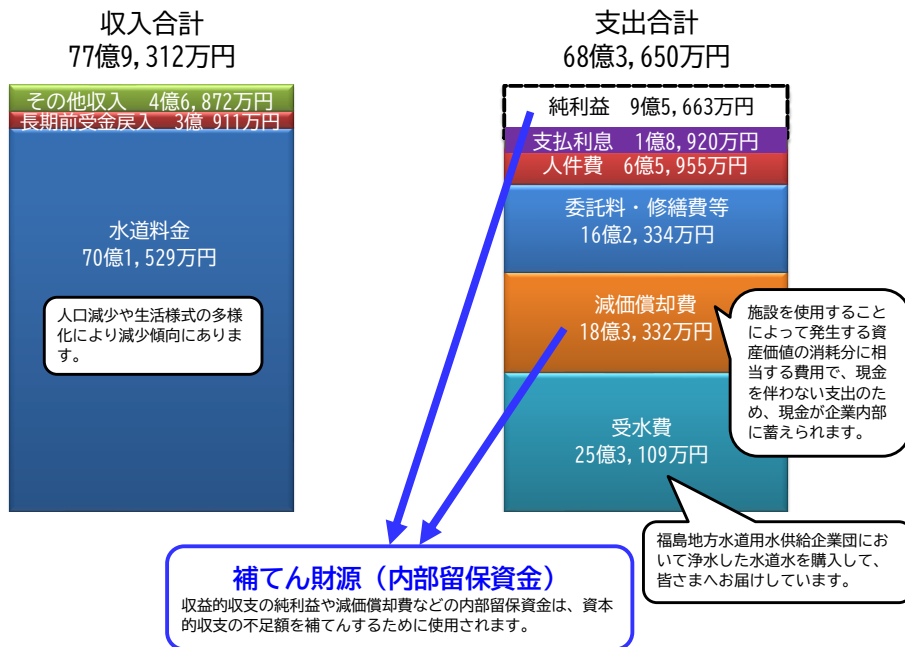 収入合計
77億9,312万円
その他収入 4億6,872万円
長期前受金戻入 3億 911万円
水道料金
70億1,529万円
人口減少や生活様式の多様
化により減少傾向にありま
す。
支出合計
68億3,650万円
純利益 9億5,663万円
支払利息 1億8,920万円
人件費 6億5,955万円
委託料・修繕費等
16億2,334万円
減価償却費
18億3,332万円
施設を使用すること
によって発生する資
産価値の消耗分に相
当する費用で、現金
を伴わない支出のた
め、現金が企業内部
に蓄えられます。
受水費
25億3,109万円
福島地方水道用水供給企業団にお
いて浄水した水道水を購入して、
皆さまへお届けしています。
補てん財源（内部留保資金）
収益的収支の純利益や減価償却費などの内部留保資金は、資本
的収支の不足額を補てんするために使用されます。